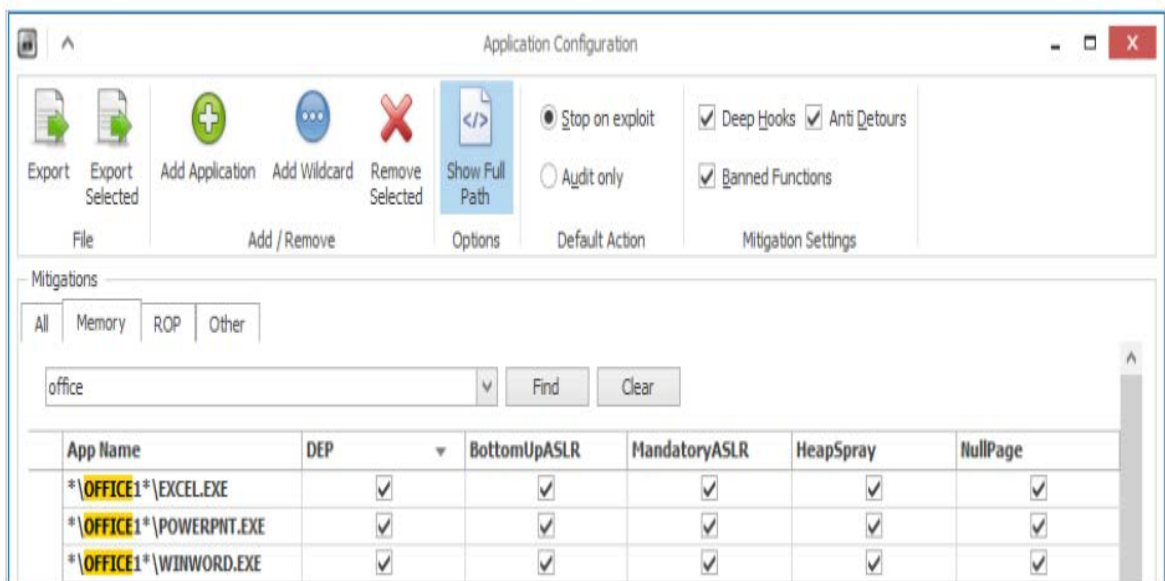 Application Configuration
Export
Export Selected
Add Application
Add Wildcard
Remove Selected
Show Full Path
Stop on exploit
Audit only
Deep Hooks
Anti Detours
Banned Functions
File
Add / Remove
Options
Default Action
Mitigation Settings
Mitigations
All Memory ROP Other
office Find Clear
App Name DEP BottomUpASLR MandatoryASLR HeapSpray NullPage
*\OFFICE1*\EXCEL.EXE
*\OFFICE1*\POWERPNT.EXE
*\OFFICE1*\WINWORD.EXE